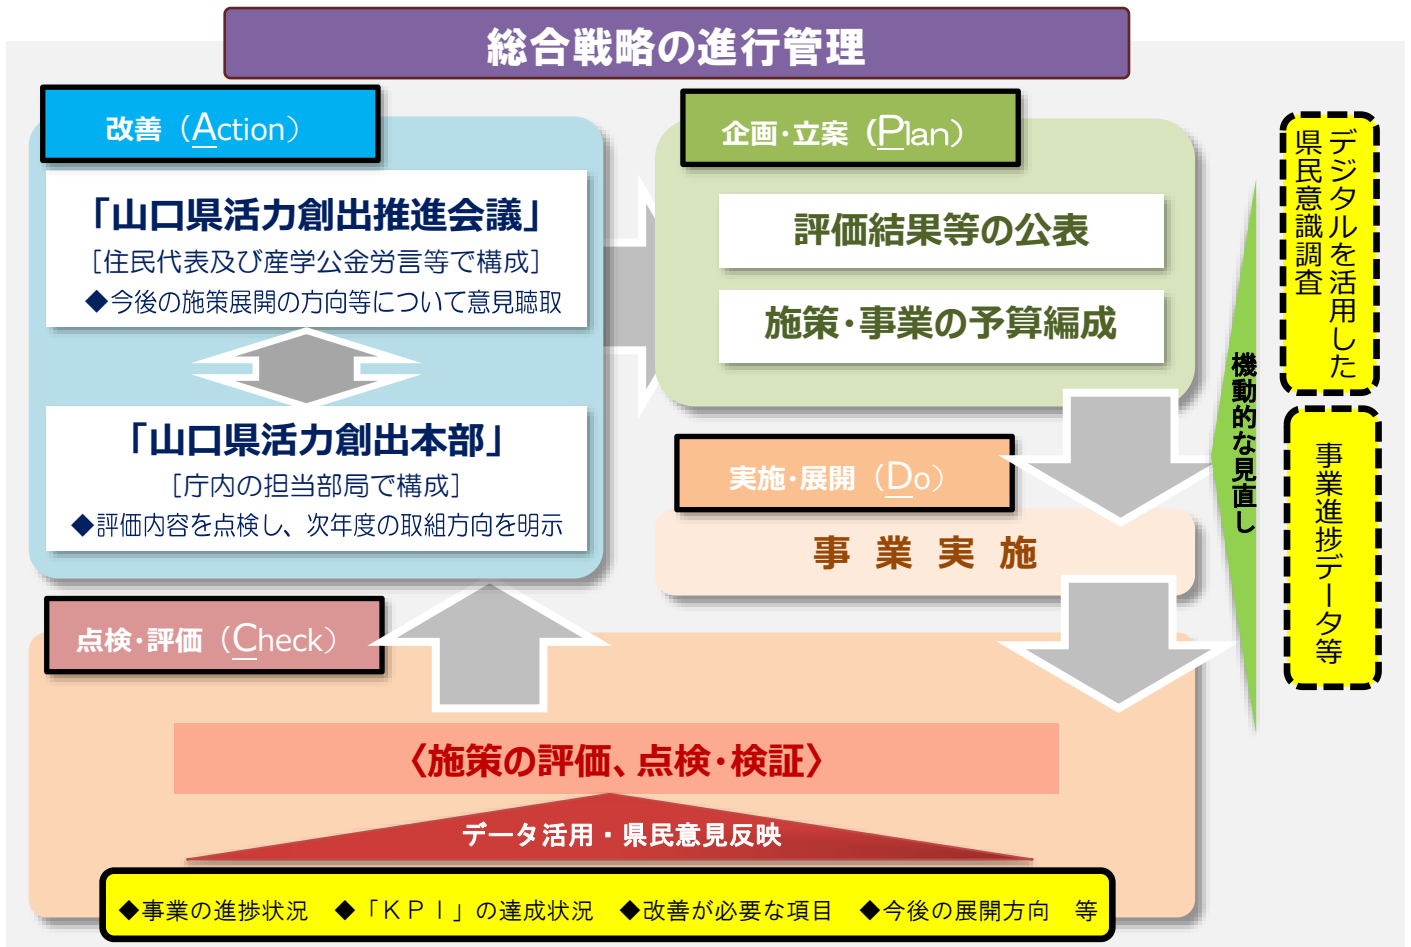 総合戦略の進行管理
改善（Action）
「山口県活力創出推進会議」
［住民代表及び産学公金労言等で構成］
◆今後の施策展開の方向等について意見聴取
「山口県活力創出本部」
［庁内の担当部局で構成］
◆評価内容を点検し、次年度の取組方向を明示
企画・立案（Plan）
評価結果等の公表
施策・事業の予算編成
実施・展開（Do）
事業実施
点検・評価（Check）
〈施策の評価、点検・検証〉
データ活用・県民意見反映
◆事業の進捗状況　◆「ＫＰＩ」の達成状況　◆改善が必要な項目　◆今後の展開方向　等
機動的な見直し
デジタルを活用した
県民意識調査
事業進捗データ等